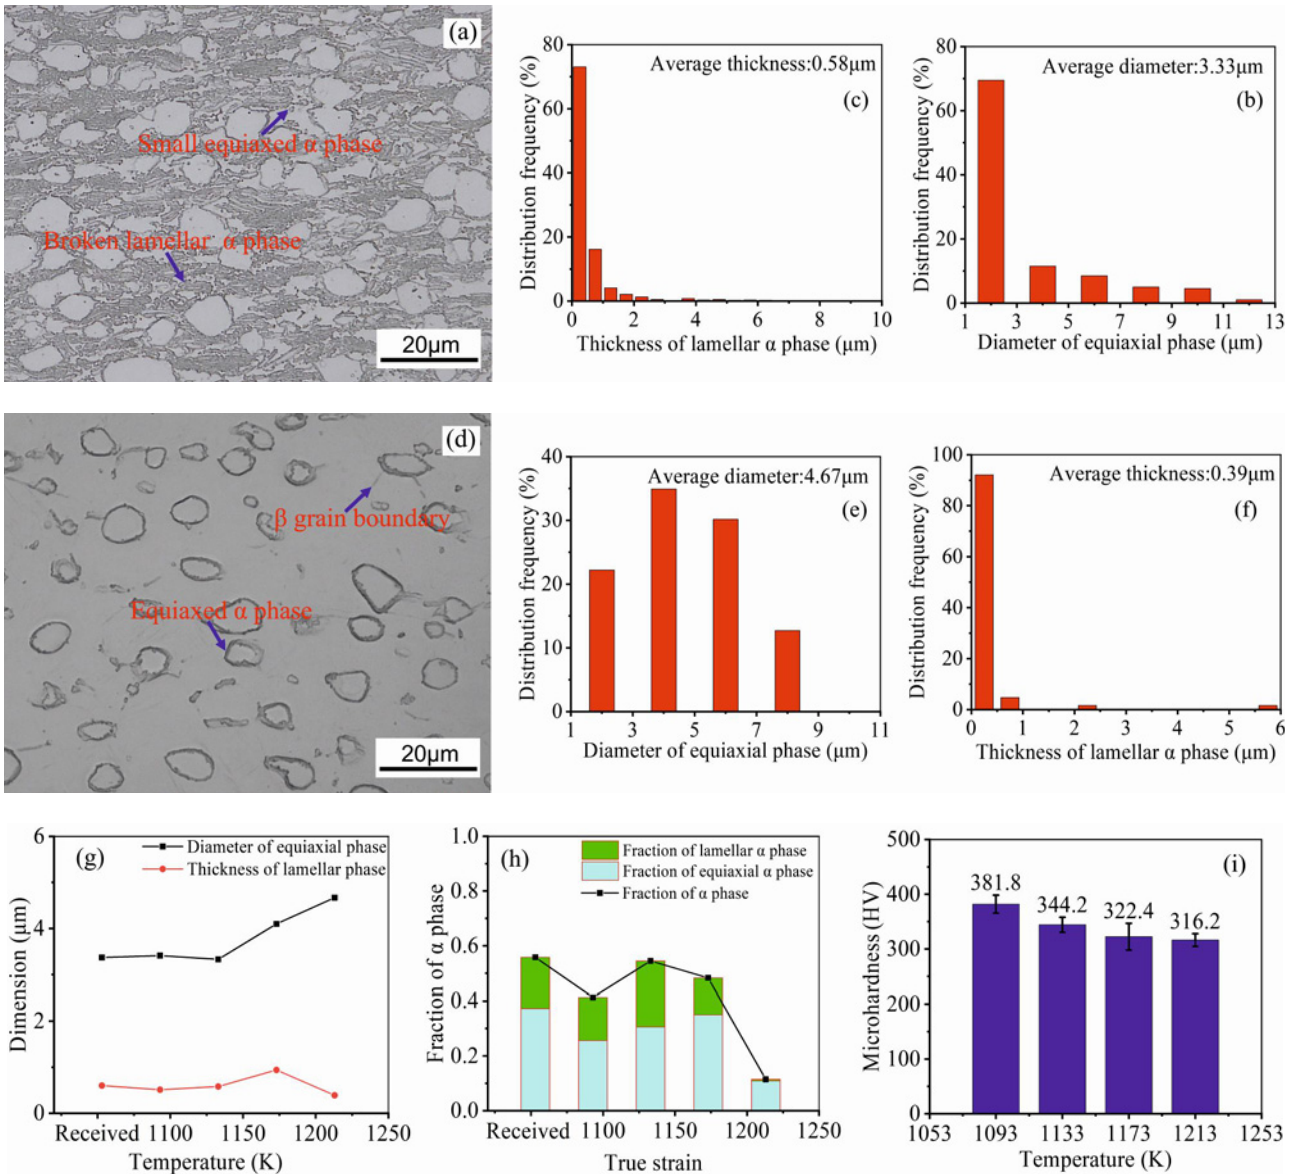 (a)
Small equiaxed α phase
Broken lamellar α phase
20μm
Average thickness:0.58μm
(c)
Distribution frequency (%)
80
60
40
20
0
0 2 4 6 8 10
Thickness of lamellar α phase (μm)
Average diameter:3.33μm
(b)
Distribution frequency (%)
80
60
40
20
0
1 3 5 7 9 11 13
Diameter of equiaxial phase (μm)
(d)
β grain boundary
Equiaxed α phase
20μm
Average diameter:4.67μm
(e)
Distribution frequency (%)
40
30
20
10
0
1 3 5 7 9 11
Diameter of equiaxial phase (μm)
Average thickness:0.39μm
(f)
Distribution frequency (%)
100
80
60
40
20
0
0 1 2 3 4 5 6
Thickness of lamellar α phase (μm)
(g)
Diameter of equiaxial phase
Thickness of lamellar phase
Dimension (μm)
6
4
2
0
Received 1100 1150 1200 1250
Temperature (K)
(h)
Fraction of lamellar α phase
Fraction of equiaxial α phase
Fraction of α phase
Fraction of α phase
1.0
0.8
0.6
0.4
0.2
0.0
Received 1100 1150 1200 1250
True strain
(i)
381.8
344.2
322.4
316.2
Microhardness (HV)
500
400
300
200
100
0
1053 1093 1133 1173 1213 1253
Temperature (K)